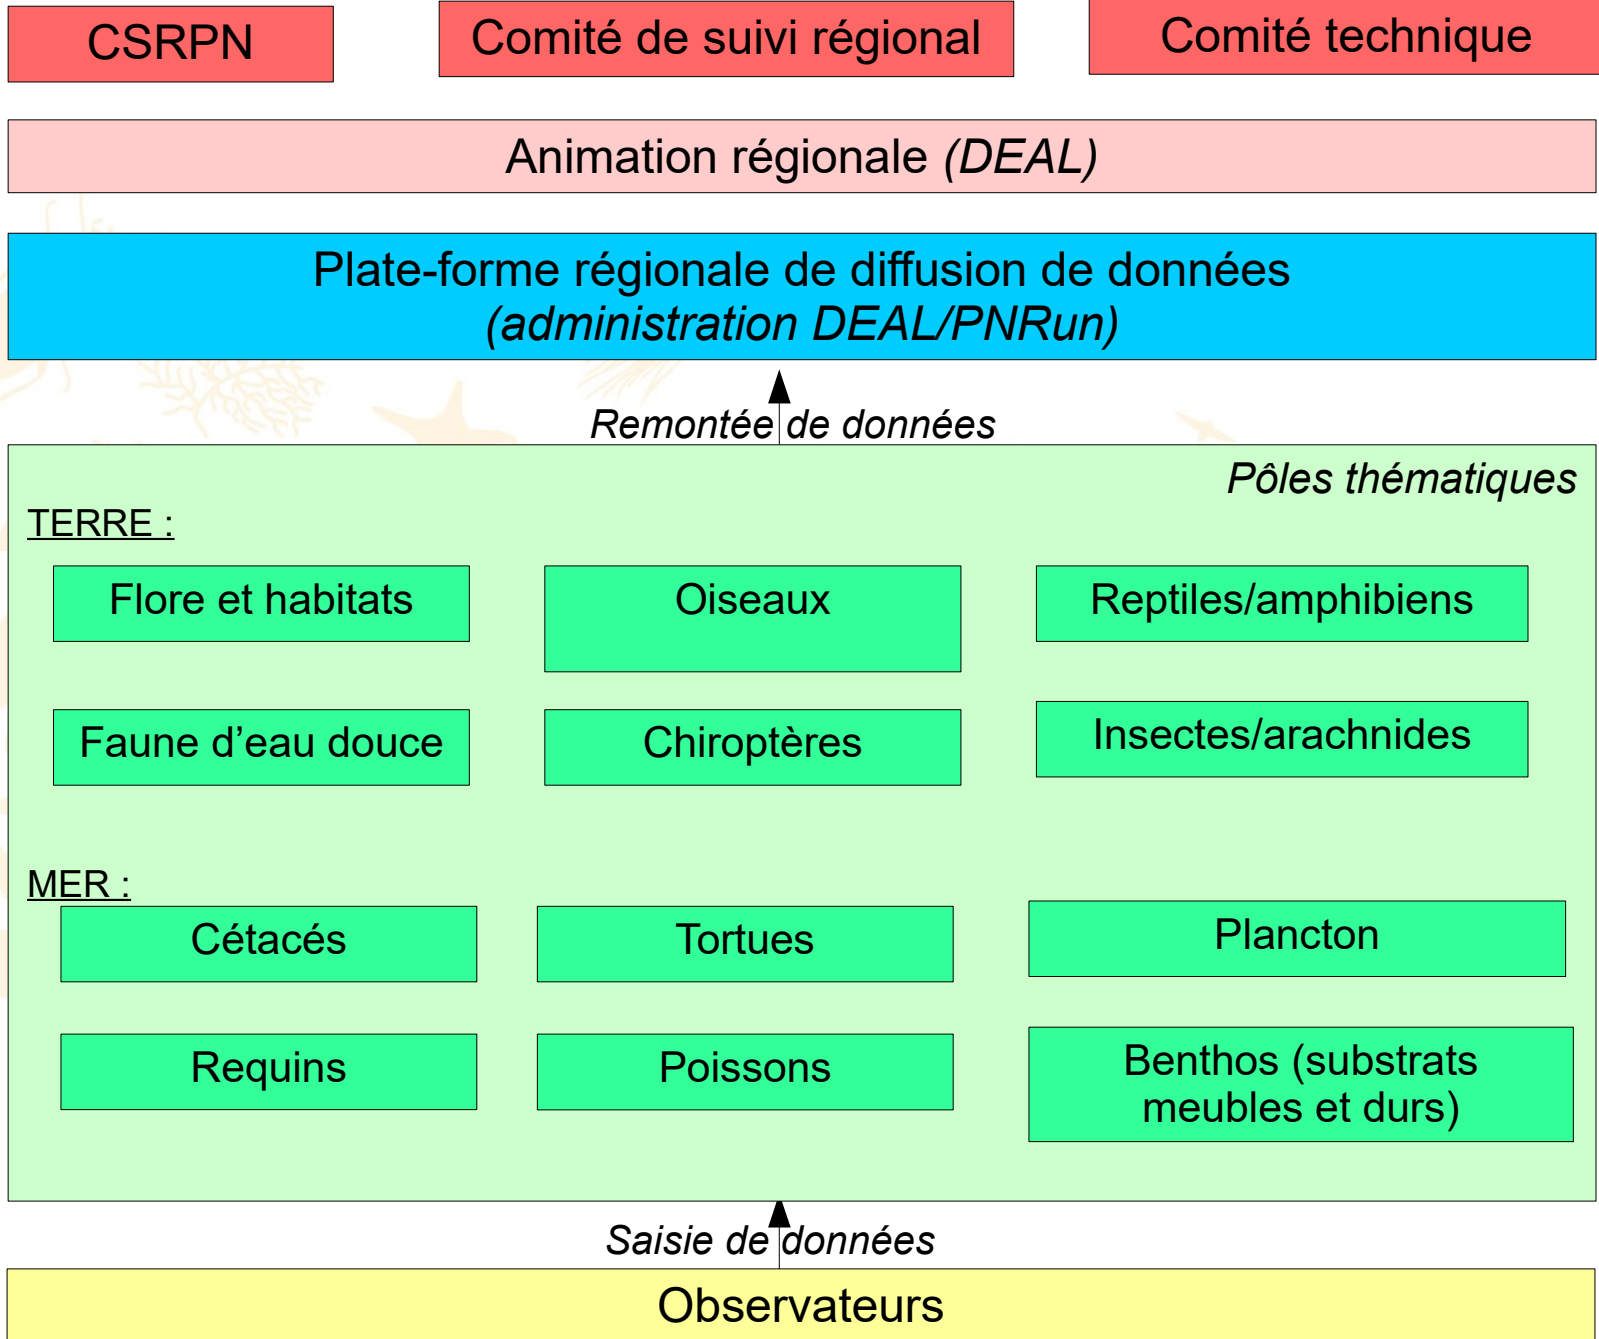 CSRPN
Comité de suivi régional
Comité technique
Animation régionale (DEAL)
Plate-forme régionale de diffusion de données
(administration DEAL/PNRun)
Remontée de données
Pôles thématiques
TERRE :
Flore et habitats
Oiseaux
Reptiles/amphibiens
Faune d’eau douce
Chiroptères
Insectes/arachnides
MER :
Cétacés
Tortues
Plancton
Requins
Poissons
Benthos (substrats
meubles et durs)
Saisie de données
Observateurs